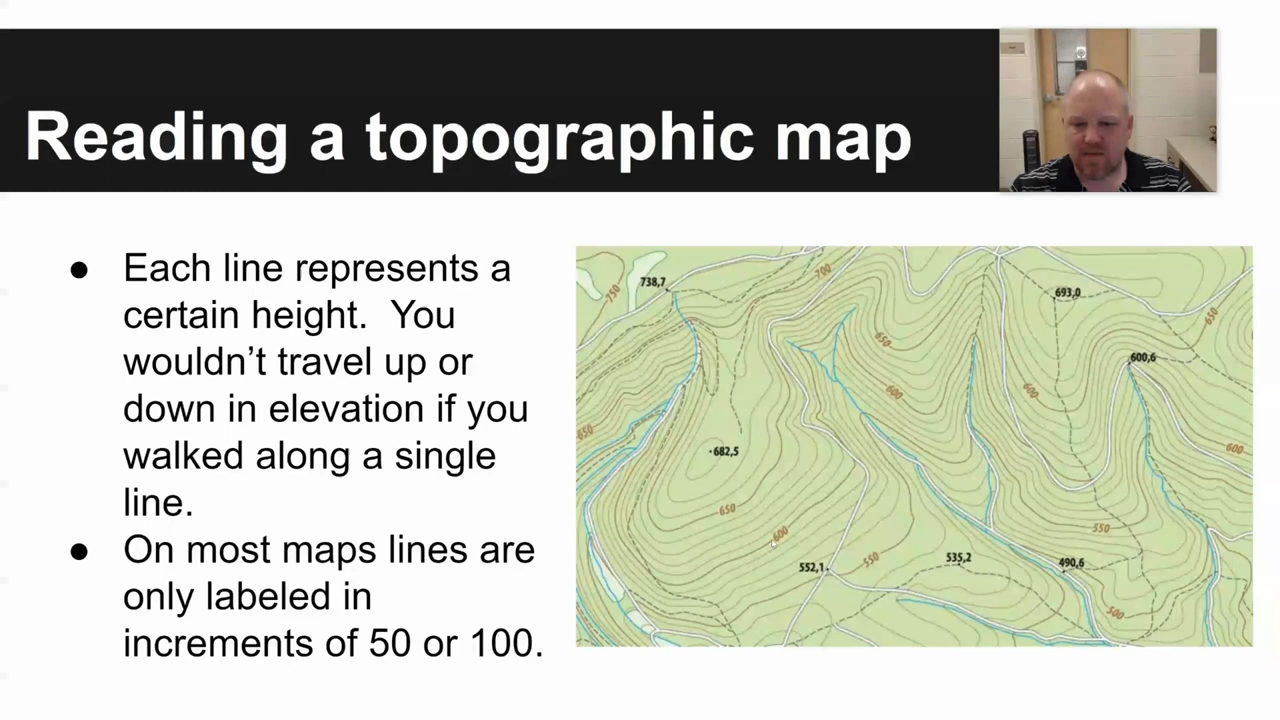 Reading a topographic map
● Each line represents a
certain height.  You
wouldn’t travel up or
down in elevation if you
walked along a single
line.
● On most maps lines are
only labeled in
increments of 50 or 100.
738,7
700
750
693,0
650
650
600,6
600
600
650
682,5
600
650
600
550
552,1
550
535,2
490,6
500